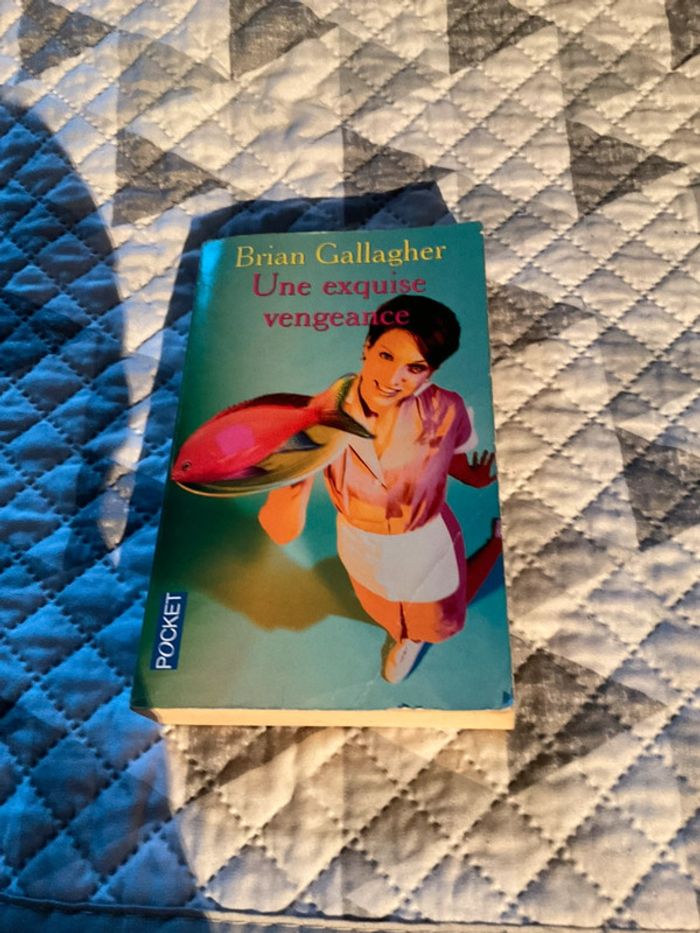 Brian Gallagher
Une exquise
vengeance
POCKET